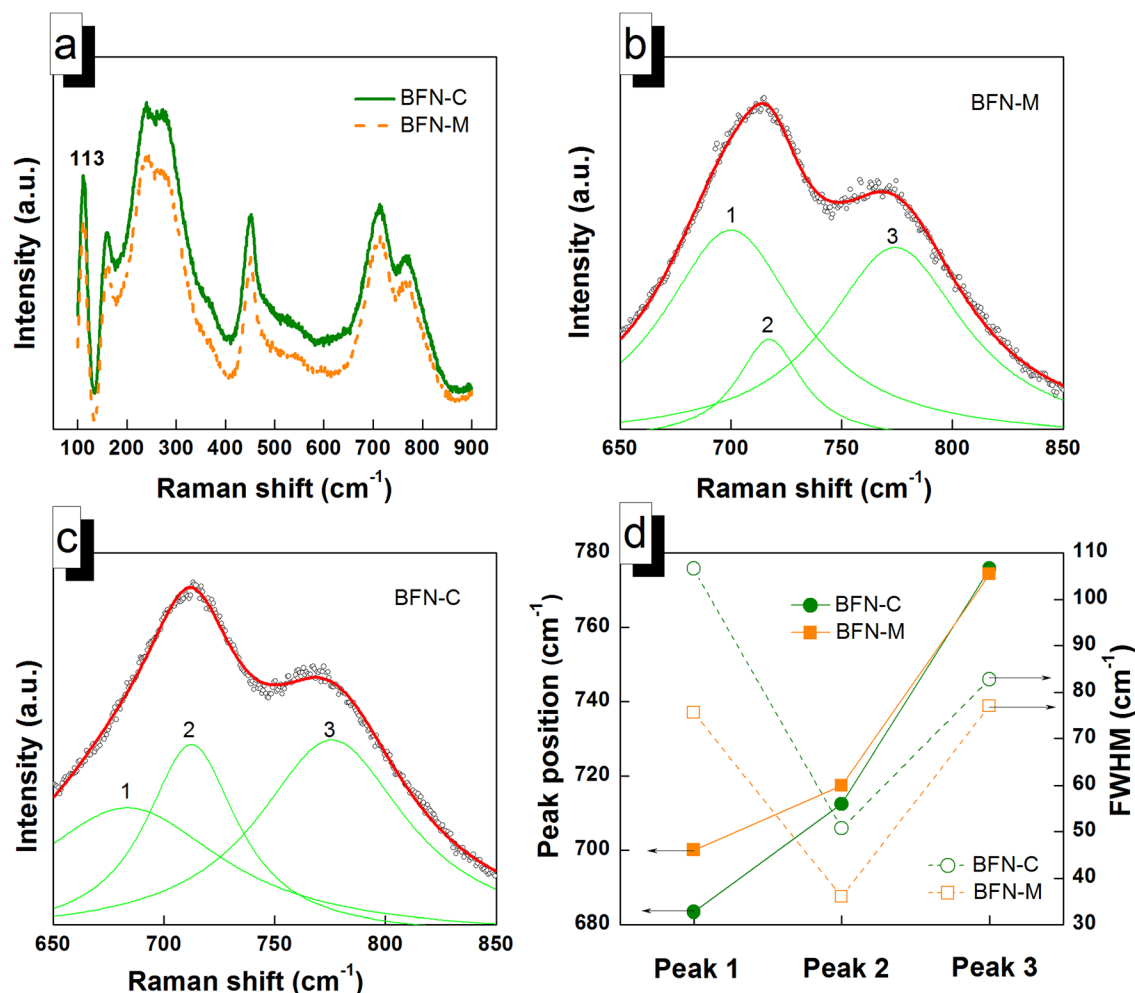 a
Intensity (a.u.)
113
BFN-C
BFN-M
100 200 300 400 500 600 700 800 900
Raman shift (cm⁻¹)
b
Intensity (a.u.)
BFN-M
1
2
3
650 700 750 800 850
Raman shift (cm⁻¹)
c
Intensity (a.u.)
BFN-C
1
2
3
650 700 750 800 850
Raman shift (cm⁻¹)
d
Peak position (cm⁻¹)
780
760
740
720
700
680
BFN-C
BFN-M
BFN-C
BFN-M
110
100
90
80
70
60
50
40
30
FWHM (cm⁻¹)
Peak 1 Peak 2 Peak 3